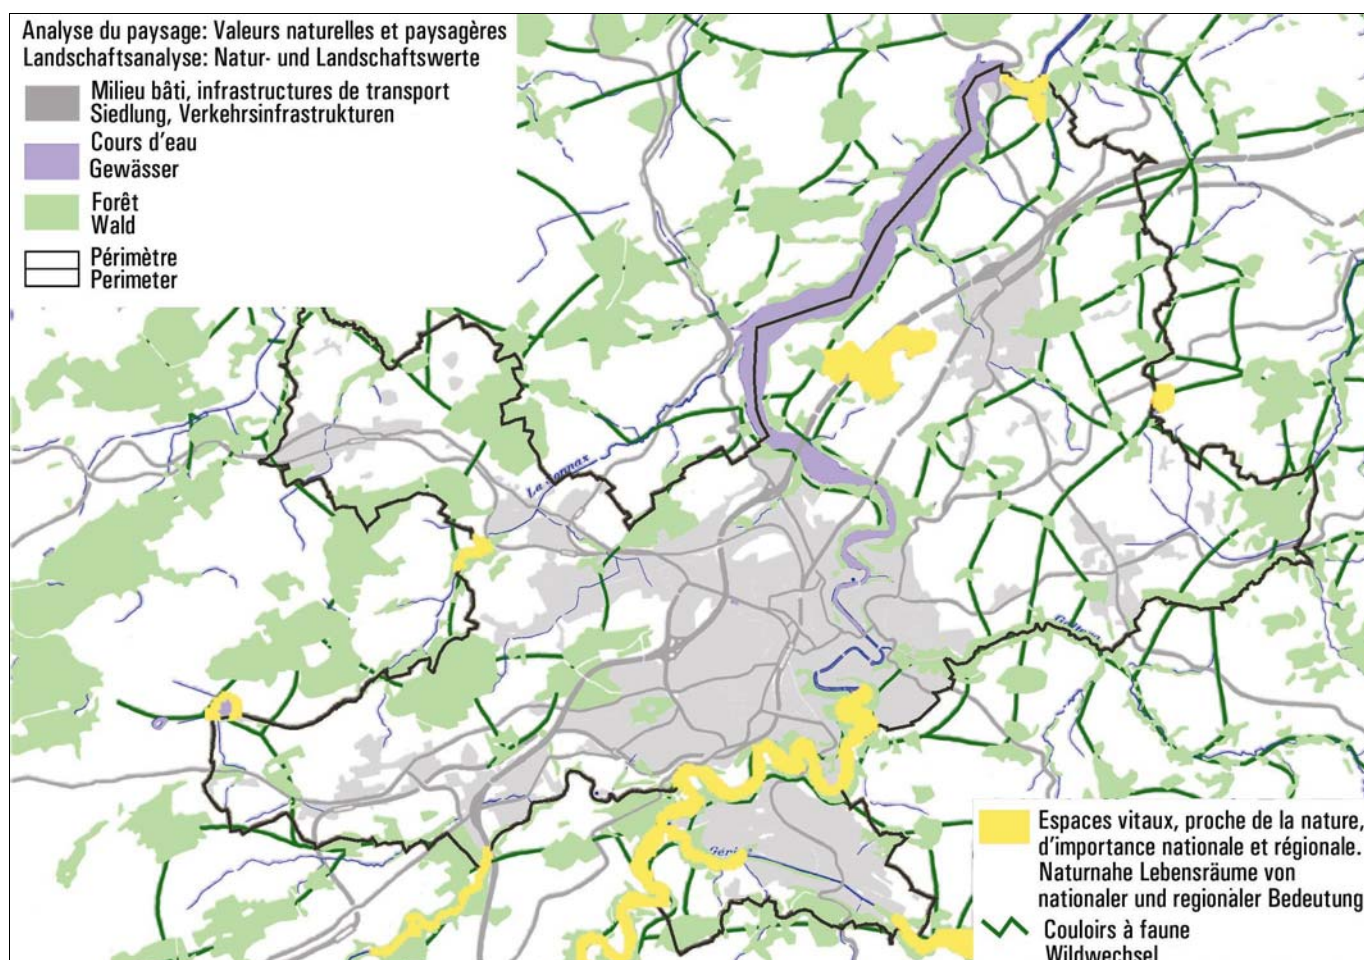 Analyse du paysage: Valeurs naturelles et paysagères
Landschaftsanalyse: Natur- und Landschaftswerte
Milieu bâti, infrastructures de transport
Siedlung, Verkehrsinfrastrukturen
Cours d'eau
Gewässer
Forêt
Wald
Périmètre
Perimeter
La Sonnaz
Espaces vitaux, proche de la nature,
d'importance nationale et régionale.
Naturnahe Lebensräume von
nationaler und regionaler Bedeutung
Couloirs à faune
Wildwechsel